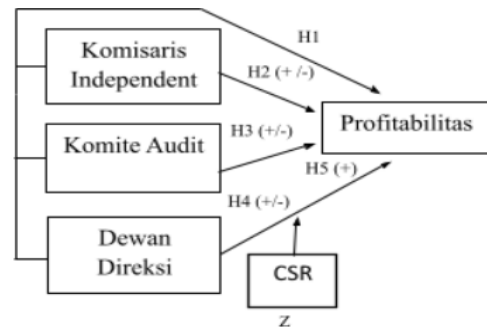 H1
Komisaris
Independent
H2 (+ /-)
Profitabilitas
H3 (+/-)
Komite Audit
H5 (+)
H4 (+/-)
Dewan
Direksi
CSR
Z